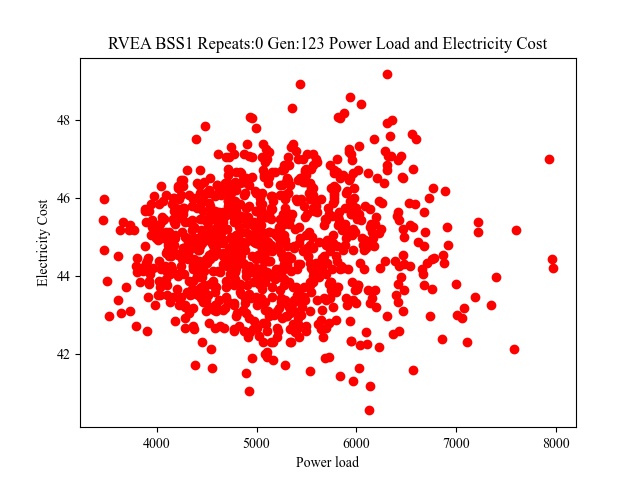 RVEA BSS1 Repeats:0 Gen:123 Power Load and Electricity Cost
48
46
44
42
Electricity Cost
4000 5000 6000 7000 8000
Power load